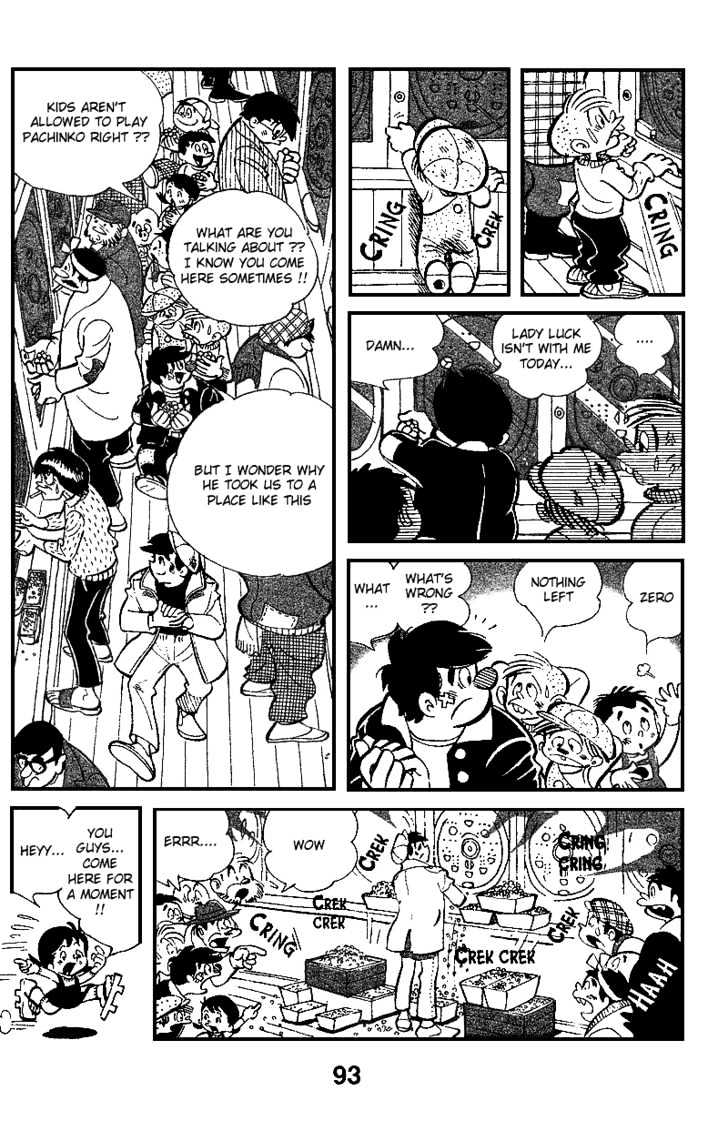 KIDS AREN'T
ALLOWED TO PLAY
PACHINKO RIGHT ??
WHAT ARE YOU
TALKING ABOUT ??
I KNOW YOU COME
HERE SOMETIMES !!
BUT I WONDER WHY
HE TOOK US TO A
PLACE LIKE THIS
CRING
CREK
CRING
DAMN...
LADY LUCK
ISN'T WITH ME
TODAY...
....
WHAT
...
WHAT'S
WRONG
??
NOTHING
LEFT
ZERO
HEYY...
YOU
GUYS...
COME
HERE FOR
A MOMENT
!!
ERRR....
WOW
CREK
CRING
CRING
CREK
CREK
CRING
CREK
CREK CREK
HAAH
93